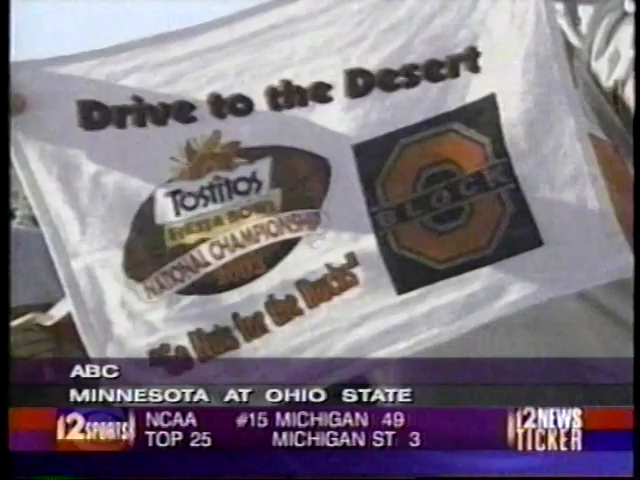 Drive to the Desert
Tostitos
FIESTA BOWL
NATIONAL CHAMPIONSHIP
2003
BLOCK
O
"Go Nuts for the Bucks"
ABC
MINNESOTA AT OHIO STATE
12 SPORTS
NCAA #15 MICHIGAN 49
TOP 25 MICHIGAN ST 3
12 NEWS
TICKER